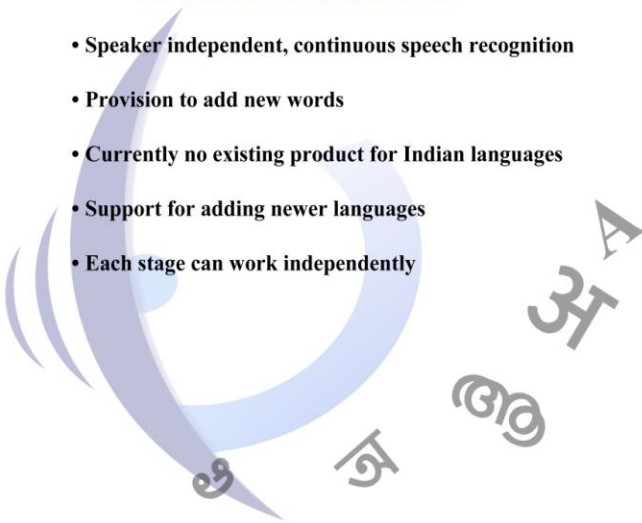 • Speaker independent, continuous speech recognition
• Provision to add new words
• Currently no existing product for Indian languages
• Support for adding newer languages
• Each stage can work independently
A
अ
ആ